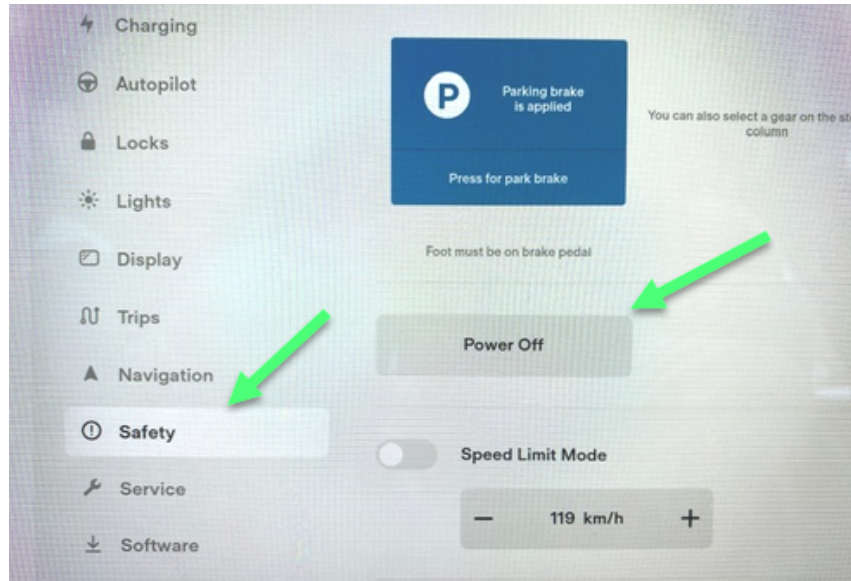 Charging
Autopilot
Locks
Lights
Display
Trips
Navigation
Safety
Service
Software
P
Parking brake
is applied
Press for park brake
You can also select a gear on the
column
Foot must be on brake pedal
Power Off
Speed Limit Mode
− 119 km/h +